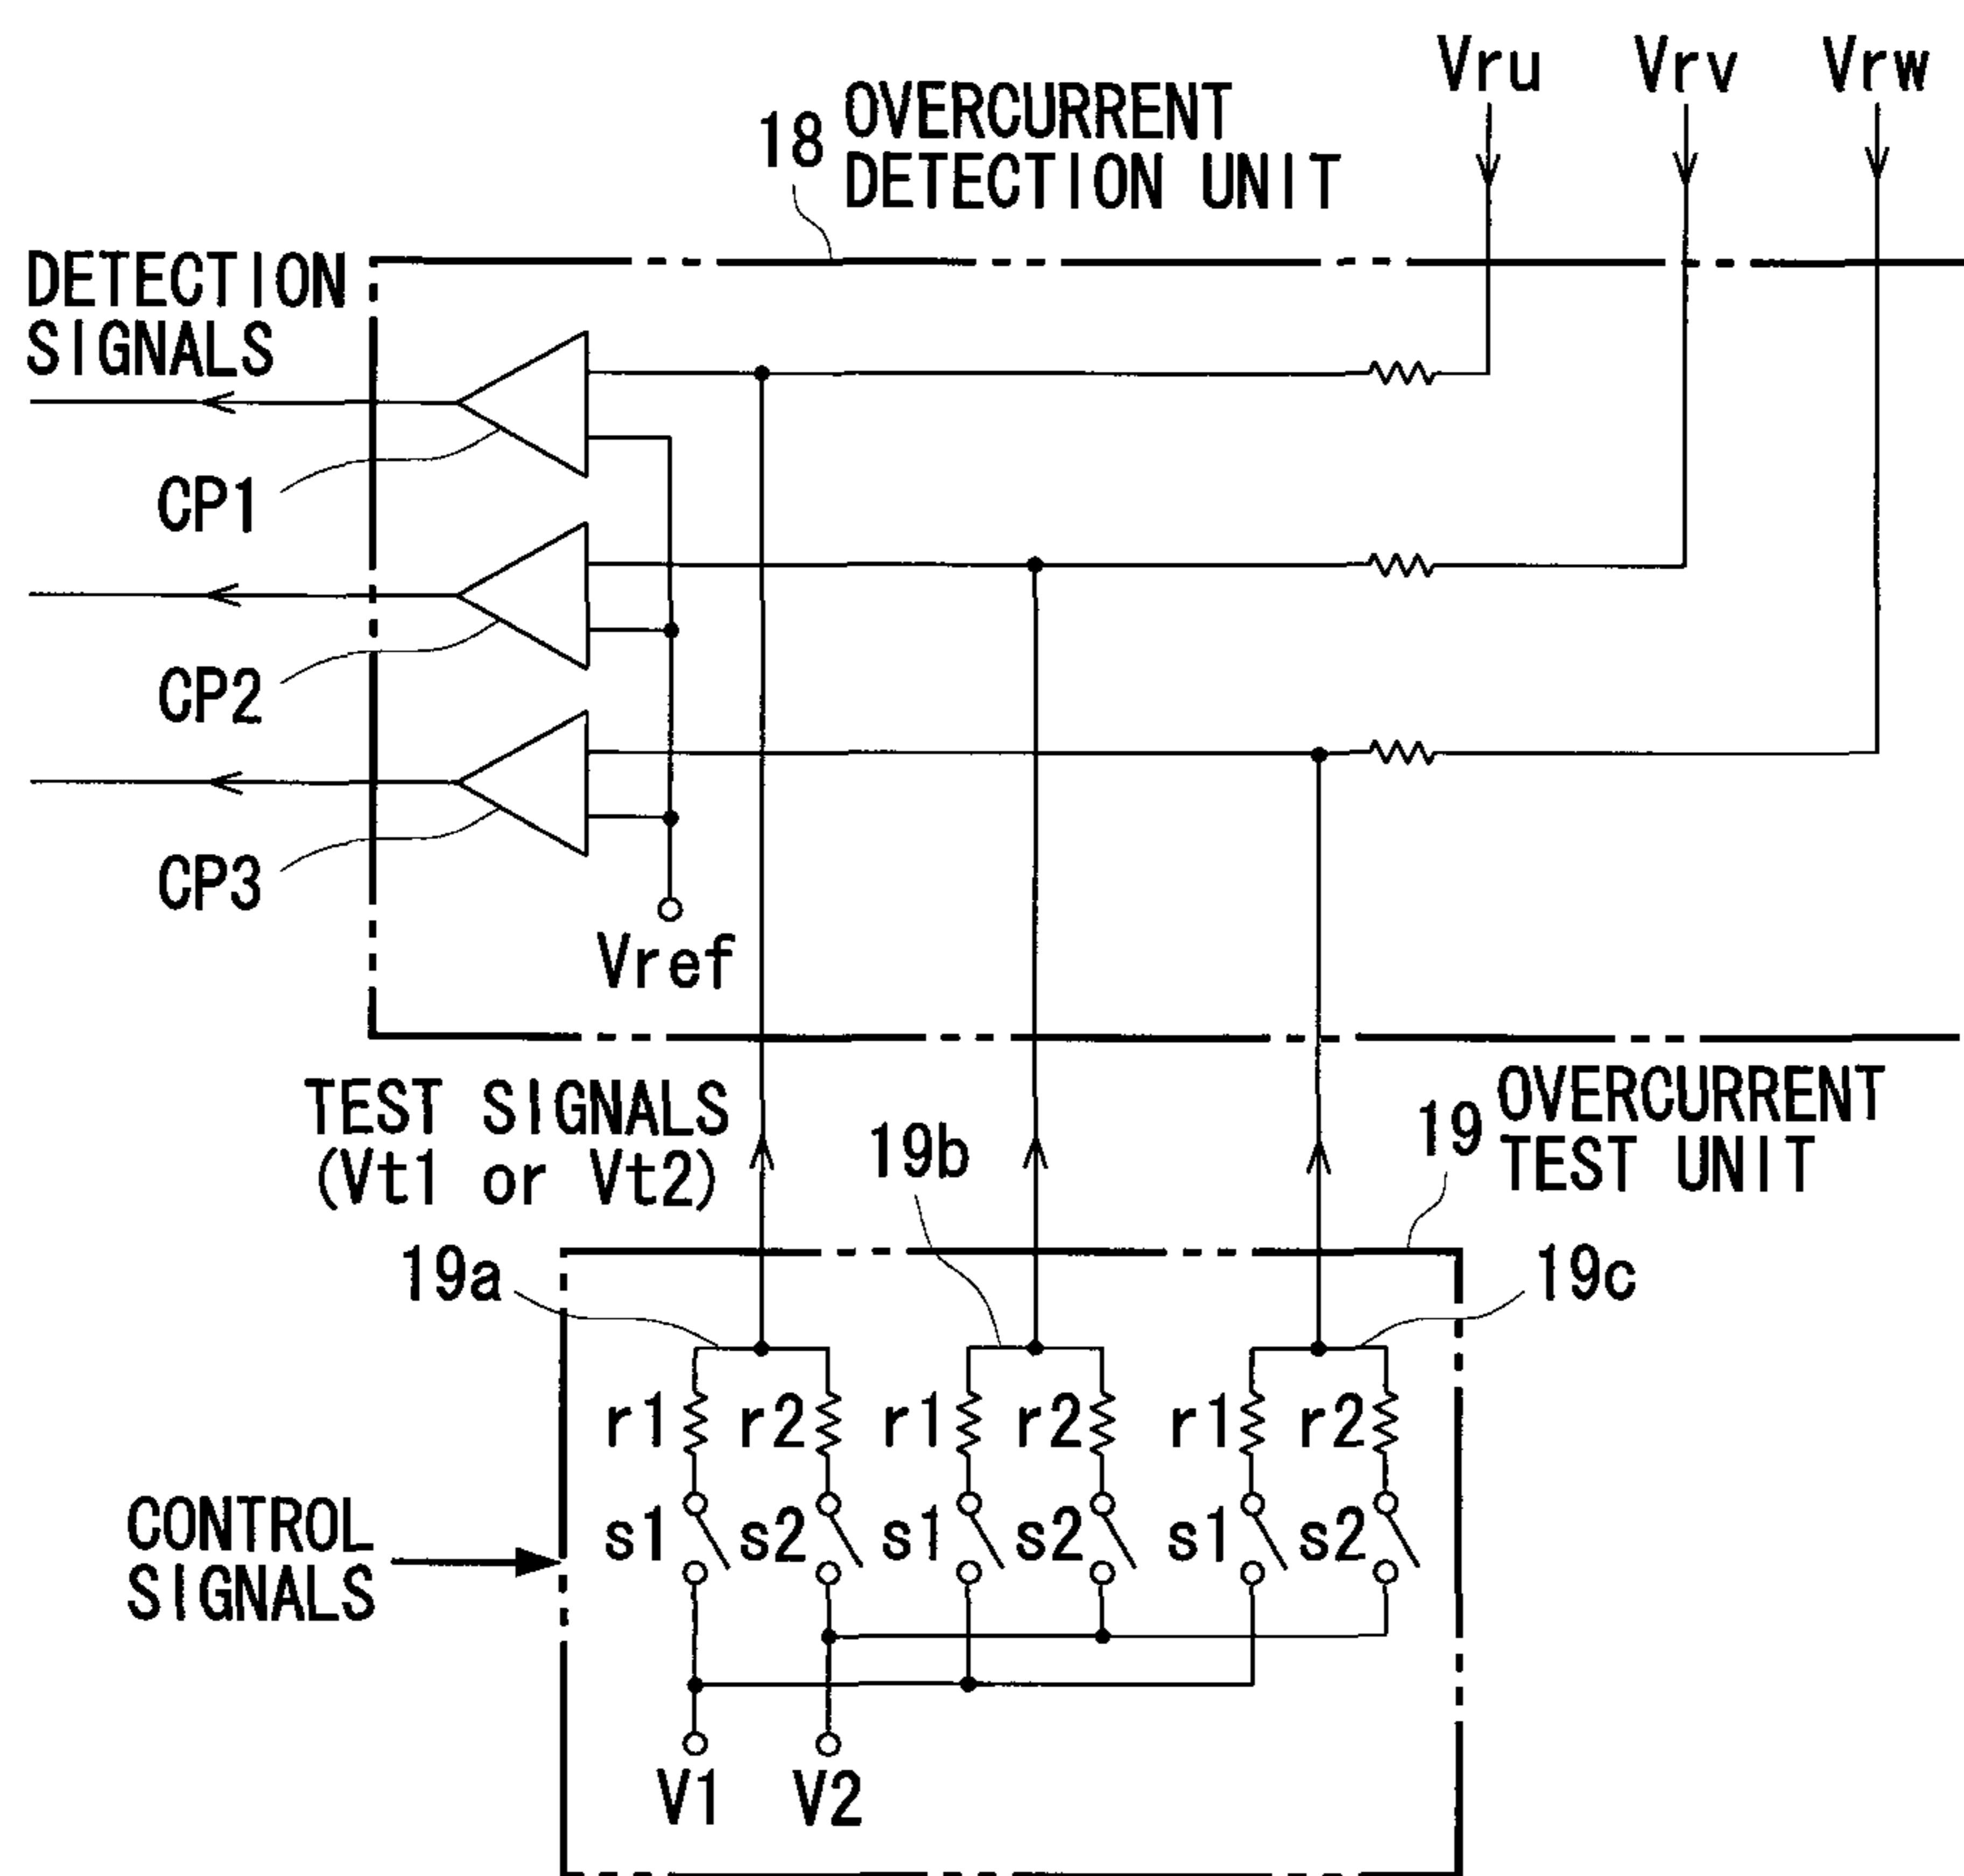 Vru Vrv Vrw
18 OVERCURRENT
DETECTION UNIT
DETECTION
SIGNALS
CP1
CP2
CP3
Vref
TEST SIGNALS
(Vt1 or Vt2)
19b
19 OVERCURRENT
TEST UNIT
19a
19c
r1 r2 r1 r2 r1 r2
s1 s2 s1 s2 s1 s2
CONTROL
SIGNALS
V1 V2